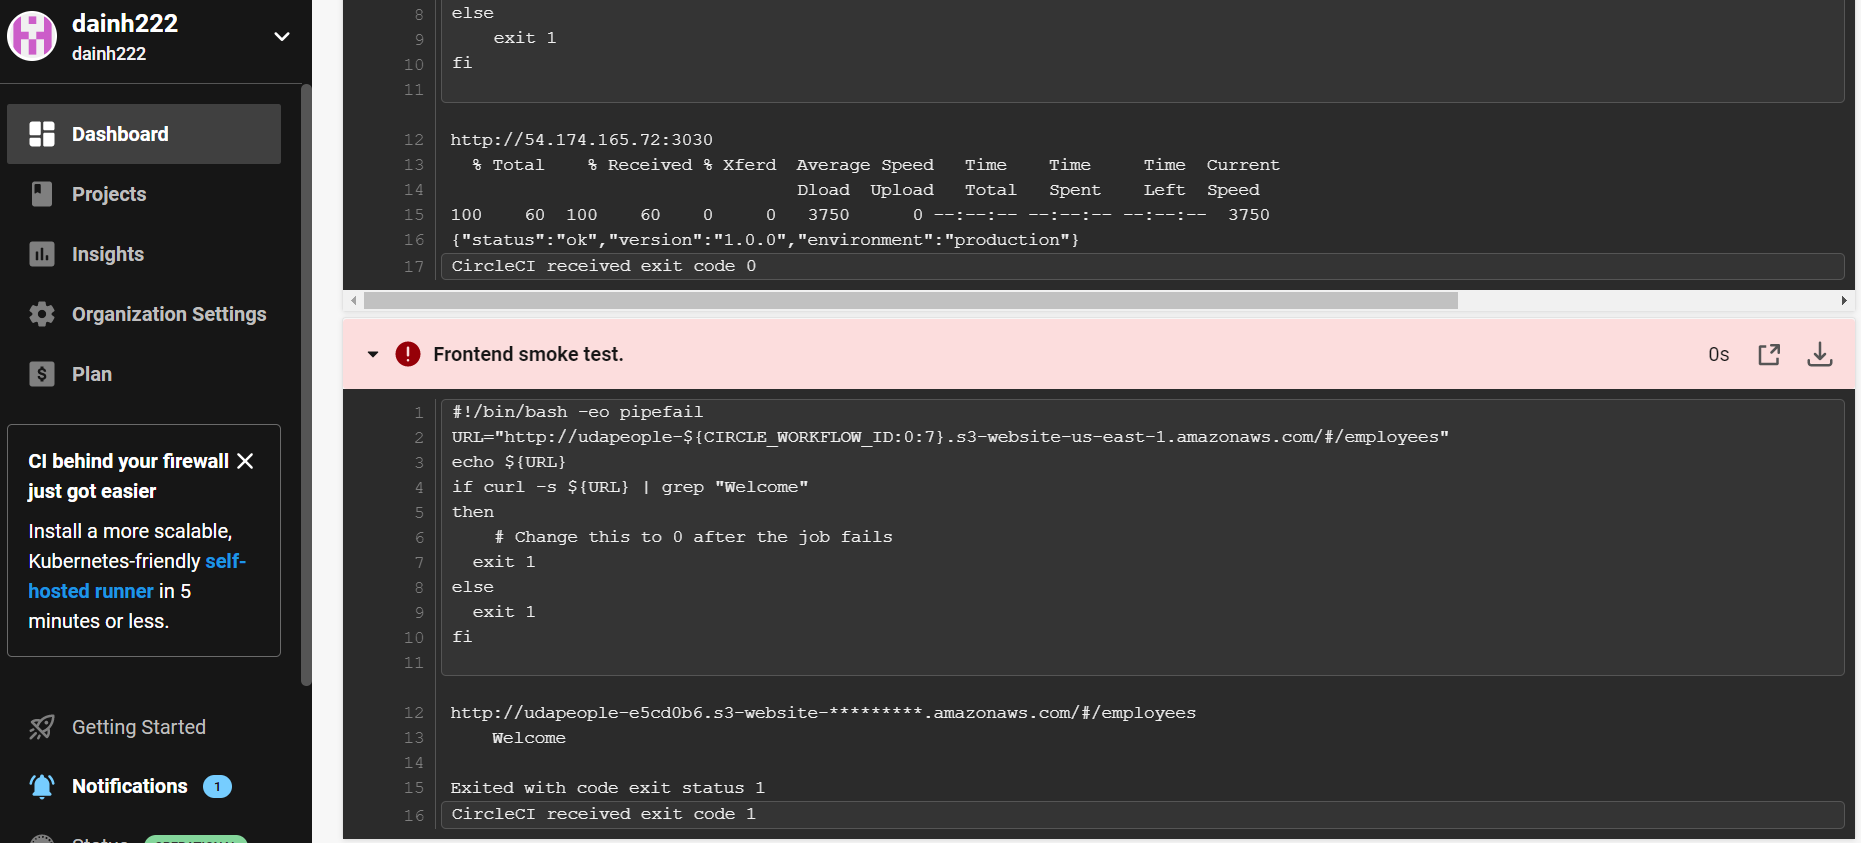 dainh222
dainh222
Dashboard
Projects
Insights
Organization Settings
Plan
CI behind your firewall
just got easier
Install a more scalable,
Kubernetes-friendly self-
hosted runner in 5
minutes or less.
Getting Started
Notifications 1
Status OPERATIONAL
8 else
9     exit 1
10 fi
11
12 http://54.174.165.72:3030
13   % Total    % Received % Xferd  Average Speed   Time    Time     Time  Current
14                                  Dload  Upload   Total   Spent    Left  Speed
15 100    60  100    60    0     0   3750      0 --:--:-- --:--:-- --:--:--  3750
16 {"status":"ok","version":"1.0.0","environment":"production"}
17 CircleCI received exit code 0
Frontend smoke test. 0s
1 #!/bin/bash -eo pipefail
2 URL="http://udapeople-${CIRCLE_WORKFLOW_ID:0:7}.s3-website-us-east-1.amazonaws.com/#/employees"
3 echo ${URL}
4 if curl -s ${URL} | grep "Welcome"
5 then
6     # Change this to 0 after the job fails
7   exit 1
8 else
9   exit 1
10 fi
11
12 http://udapeople-e5cd0b6.s3-website-*********.amazonaws.com/#/employees
13     Welcome
14
15 Exited with code exit status 1
16 CircleCI received exit code 1